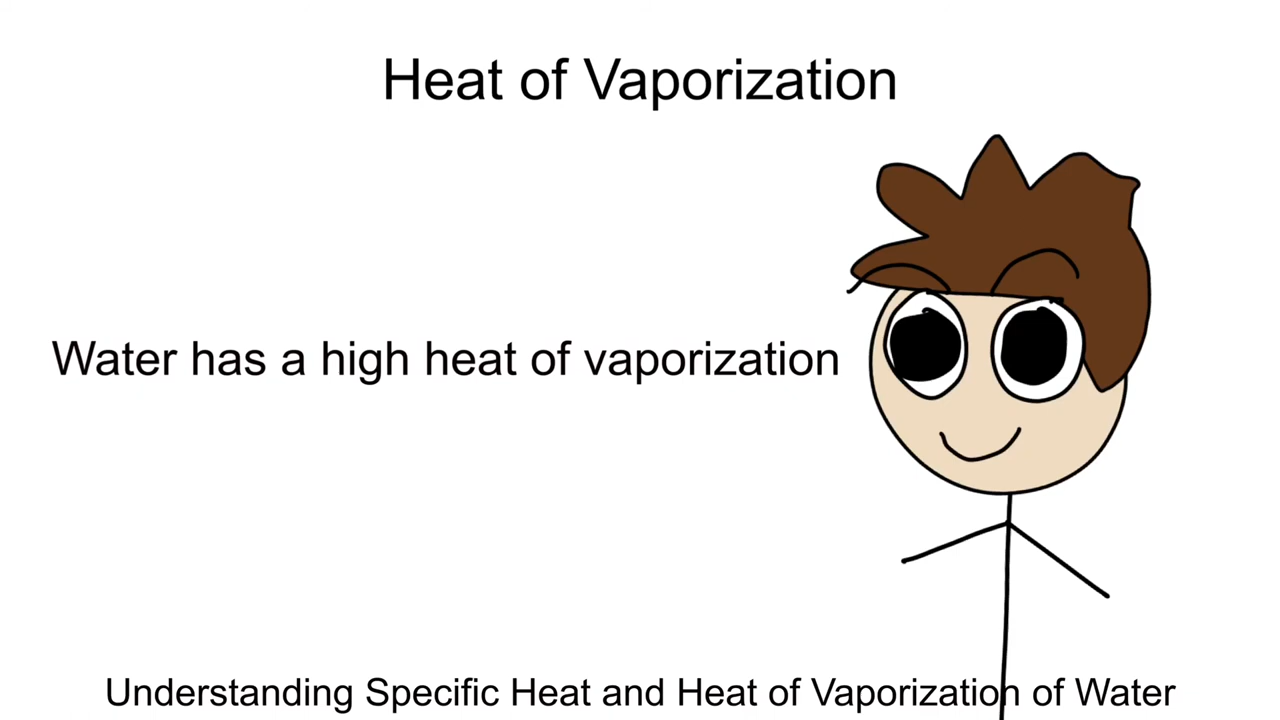 Heat of Vaporization
Water has a high heat of vaporization
Understanding Specific Heat and Heat of Vaporization of Water